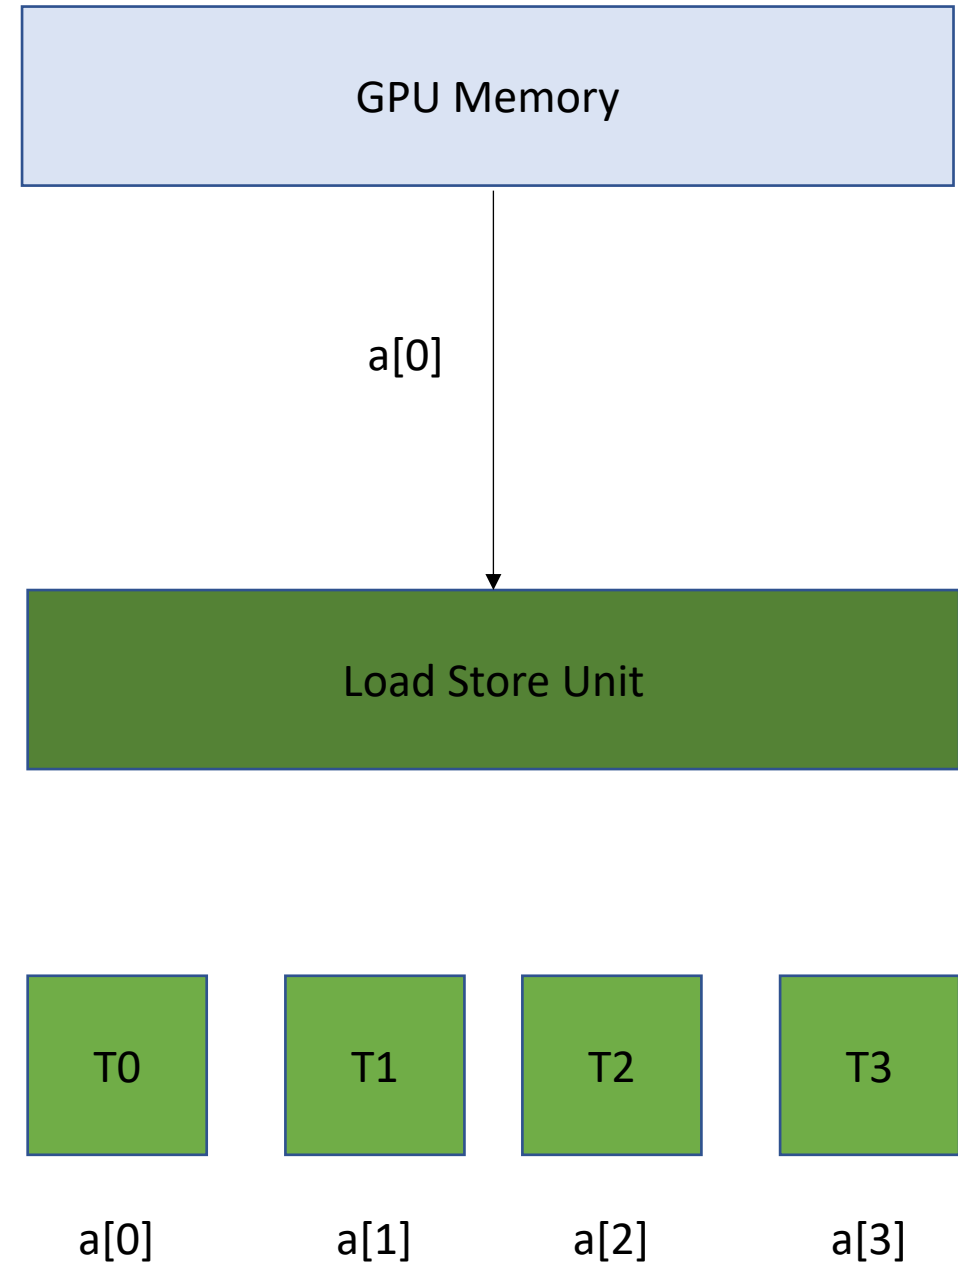 GPU Memory
a[0]
Load Store Unit
T0 T1 T2 T3
a[0] a[1] a[2] a[3]